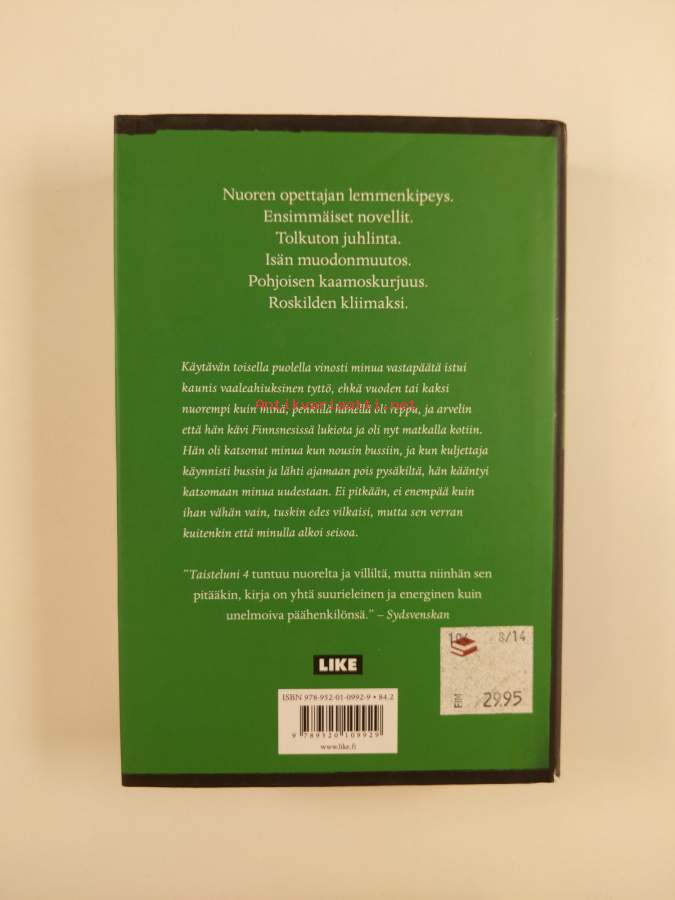 Nuoren opettajan lemmenkipeys.
Ensimmäiset novellit.
Tolkuton juhlinta.
Isän muodonmuutos.
Pohjoisen kaamoskurjuus.
Roskilden kliimaksi.
Käytävän toisella puolella vinosti minua vastapäätä istui
kaunis vaaleahiuksinen tyttö, ehkä vuoden tai kaksi
nuorempi kuin minä, penkillä hänellä oli reppu, ja arvelin
Antikvariaatti.net
että hän kävi Finnsnesissä lukiota ja oli nyt matkalla kotiin.
Hän oli katsonut minua kun nousin bussiin, ja kun kuljettaja
käynnisti bussin ja lähti ajamaan pois pysäkiltä, hän kääntyi
katsomaan minua uudestaan. Ei pitkään, ei enempää kuin
ihan vähän vain, tuskin edes vilkaisi, mutta sen verran
kuitenkin että minulla alkoi seisoa.
"Taisteluni 4 tuntuu nuorelta ja villiltä, mutta niinhän sen
pitääkin, kirja on yhtä suurieleinen ja energinen kuin
unelmoiva päähenkilönsä." – Sydsvenskan
LIKE
ISBN 978-952-01-0992-9 • 84.2
9 789520 109929
www.like.fi
8/14
FIM 29.95